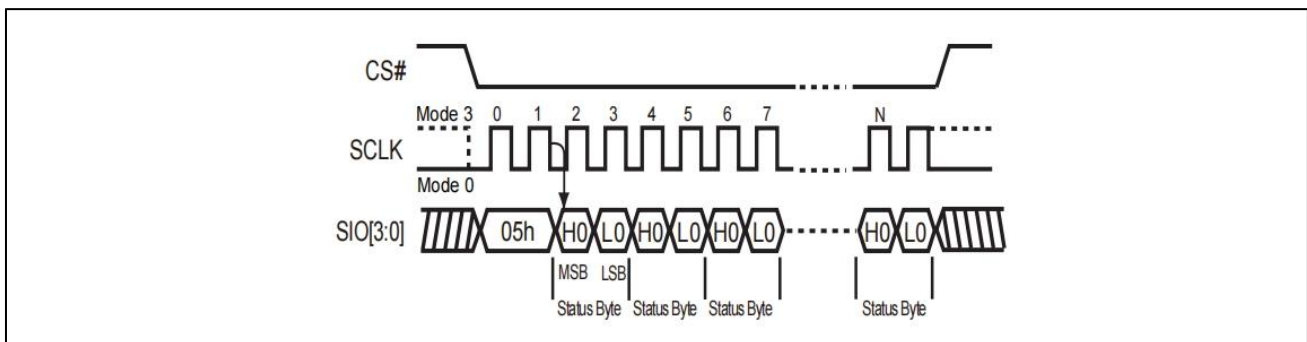 CS#
Mode 3 0 1 2 3 4 5 6 7 N
SCLK
Mode 0
SIO[3:0] 05h H0 L0 H0 L0 H0 L0 H0 L0
MSB LSB
Status Byte Status Byte Status Byte Status Byte